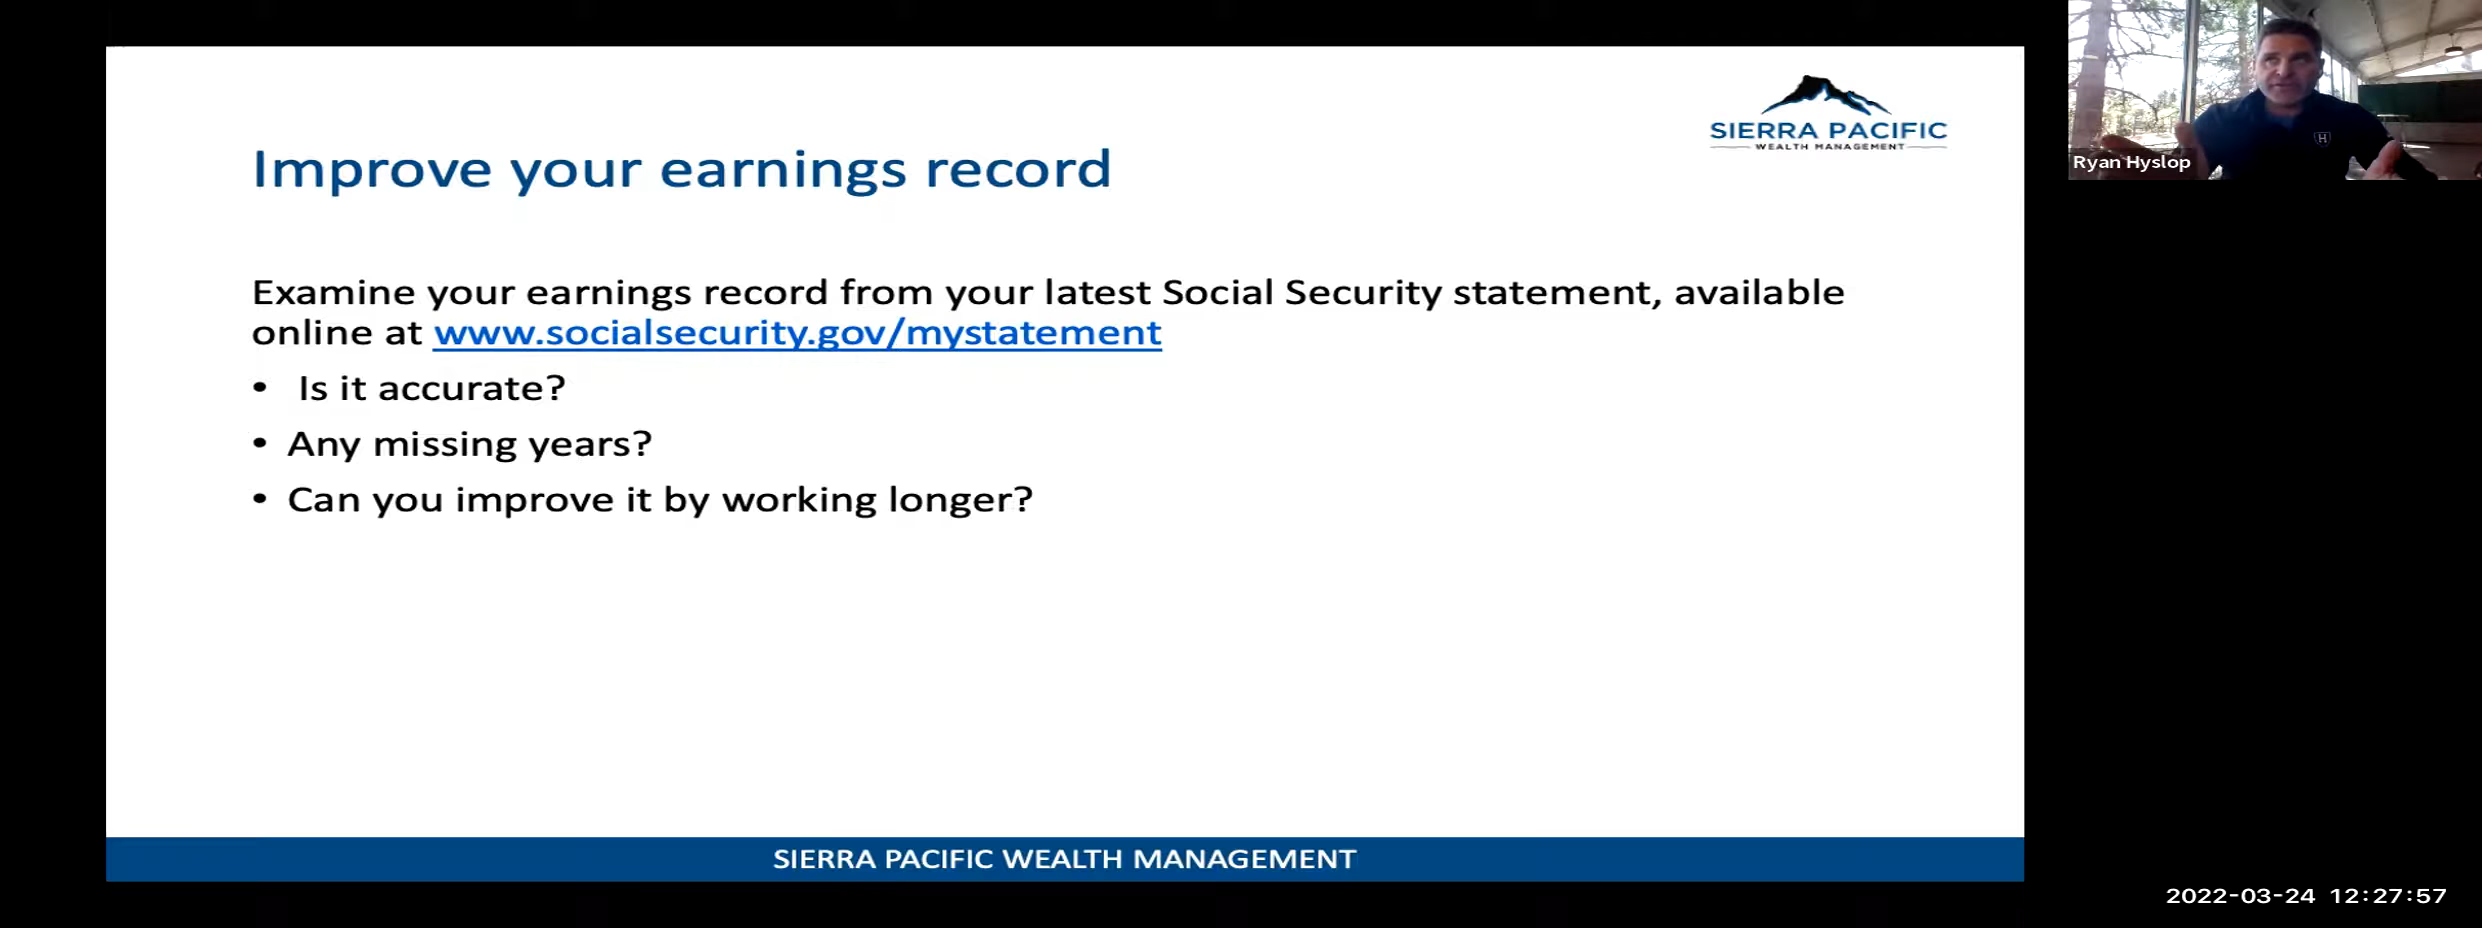 SIERRA PACIFIC
WEALTH MANAGEMENT
Improve your earnings record
Examine your earnings record from your latest Social Security statement, available
online at www.socialsecurity.gov/mystatement
• Is it accurate?
• Any missing years?
• Can you improve it by working longer?
SIERRA PACIFIC WEALTH MANAGEMENT
H
Ryan Hyslop
2022-03-24 12:27:57